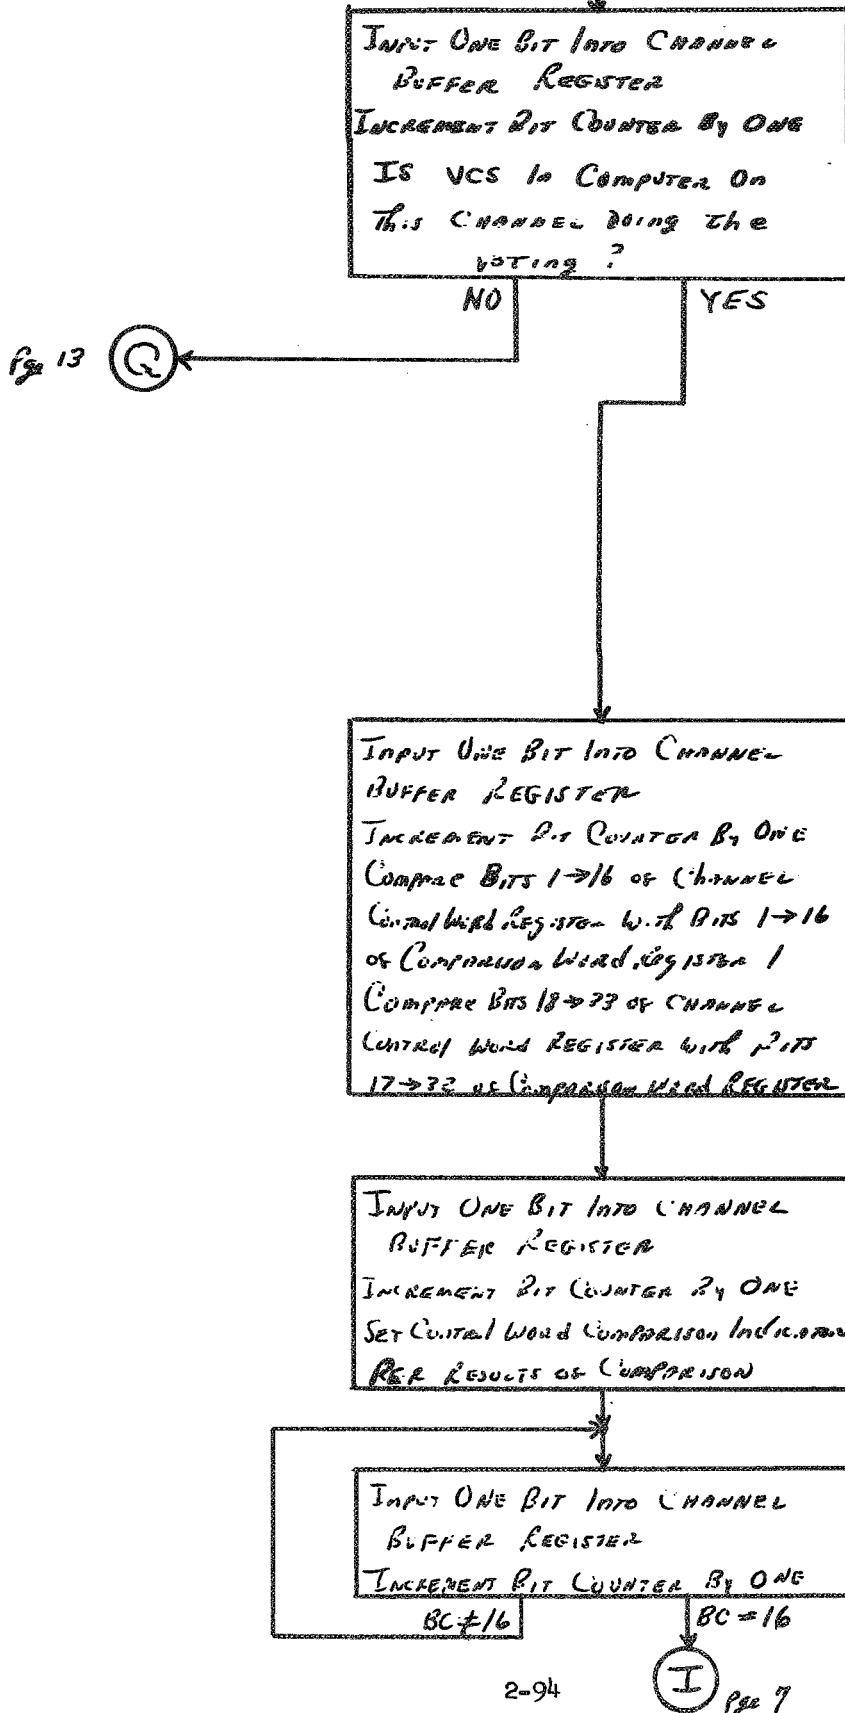 INPUT ONE BIT INTO CHANNEL
BUFFER REGISTER
INCREMENT BIT COUNTER By ONE
IS VCS In COMPUTER On
This CHANNEL Doing The
voTing ?
NO
YES
Pge 13
Q
INPUT ONE BIT INTO CHANNEL
BUFFER REGISTER
INCREMENT BIT COUNTER By ONE
Compare BITS 1→16 of ChANNEL
Control Word Register With BITS 1→16
of Comparison Word Register 1
Compare BITS 18→33 of CHANNEL
Control Word REGISTER with BITS
17→32 of Comparison Word REGISTER
INPUT ONE BIT INTO CHANNEL
BUFFER REGISTER
INCREMENT BIT COUNTER By ONE
SET Control Word COMPARISON Indicator
PER RESULTS OF COMPARISON
INPUT ONE BIT INTO CHANNEL
BUFFER REGISTER
INCREMENT BIT COUNTER By ONE
BC≠16
BC=16
I
Pge 7
2-94